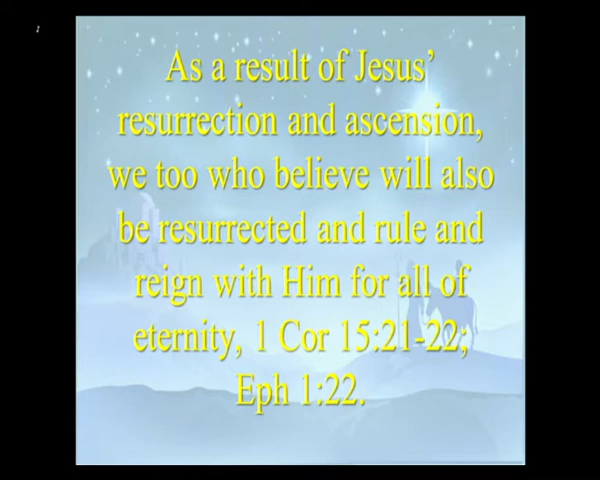 As a result of Jesus’
resurrection and ascension,
we too who believe will also
be resurrected and rule and
reign with Him for all of
eternity, 1 Cor 15:21-22;
Eph 1:22.